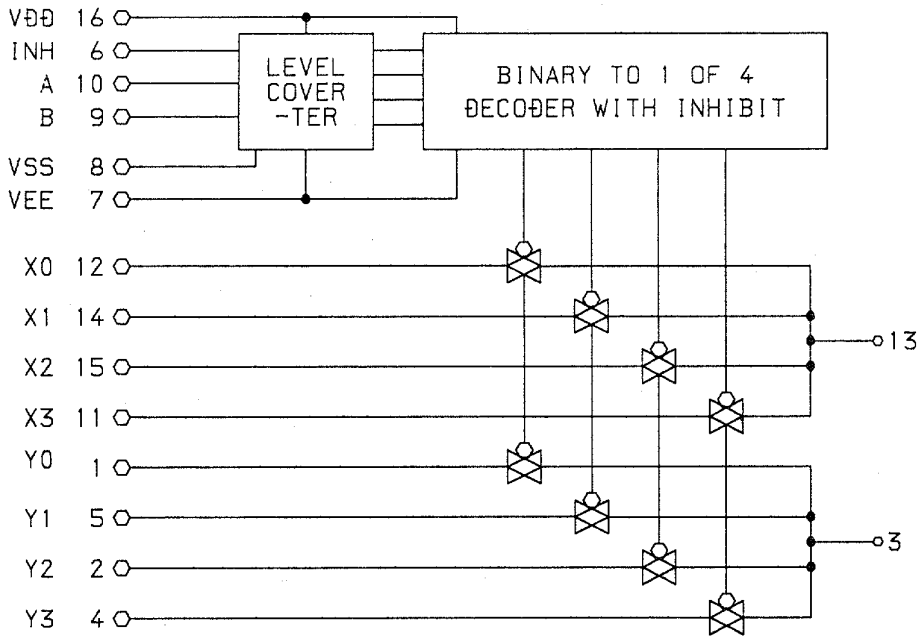 VDD 16
INH 6
A 10
B 9
VSS 8
VEE 7
LEVEL
COVER
-TER
BINARY TO 1 OF 4
DECODER WITH INHIBIT
X0 12
X1 14
X2 15
X3 11
13
Y0 1
Y1 5
Y2 2
Y3 4
3